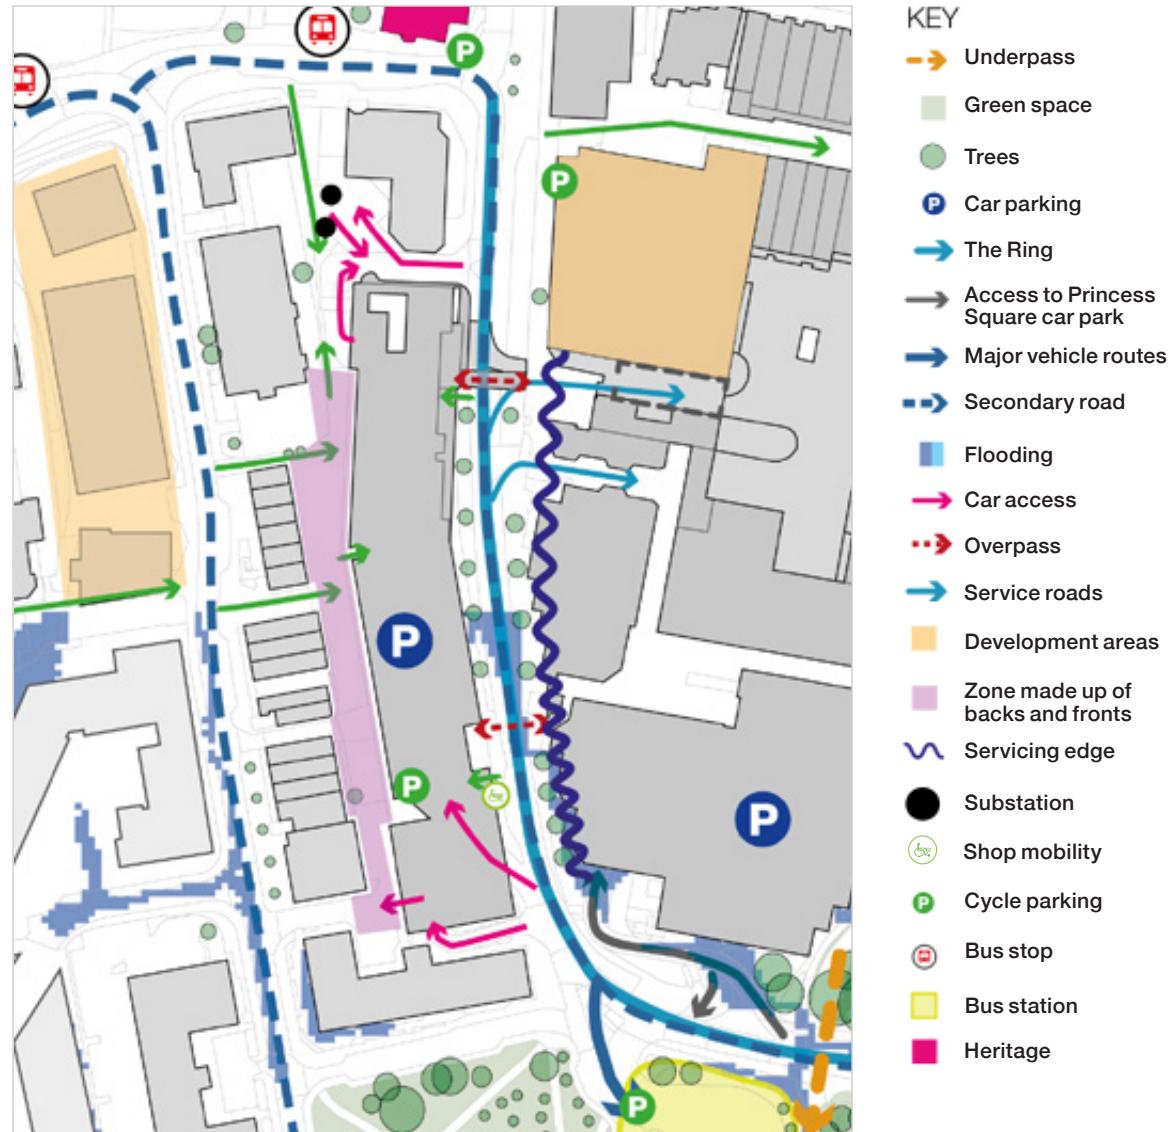 KEY
Underpass
Green space
Trees
P Car parking
The Ring
Access to Princess
Square car park
Major vehicle routes
Secondary road
Flooding
Car access
Overpass
Service roads
Development areas
Zone made up of
backs and fronts
Servicing edge
Substation
Shop mobility
P Cycle parking
Bus stop
Bus station
Heritage
P
P
P
P
P
P